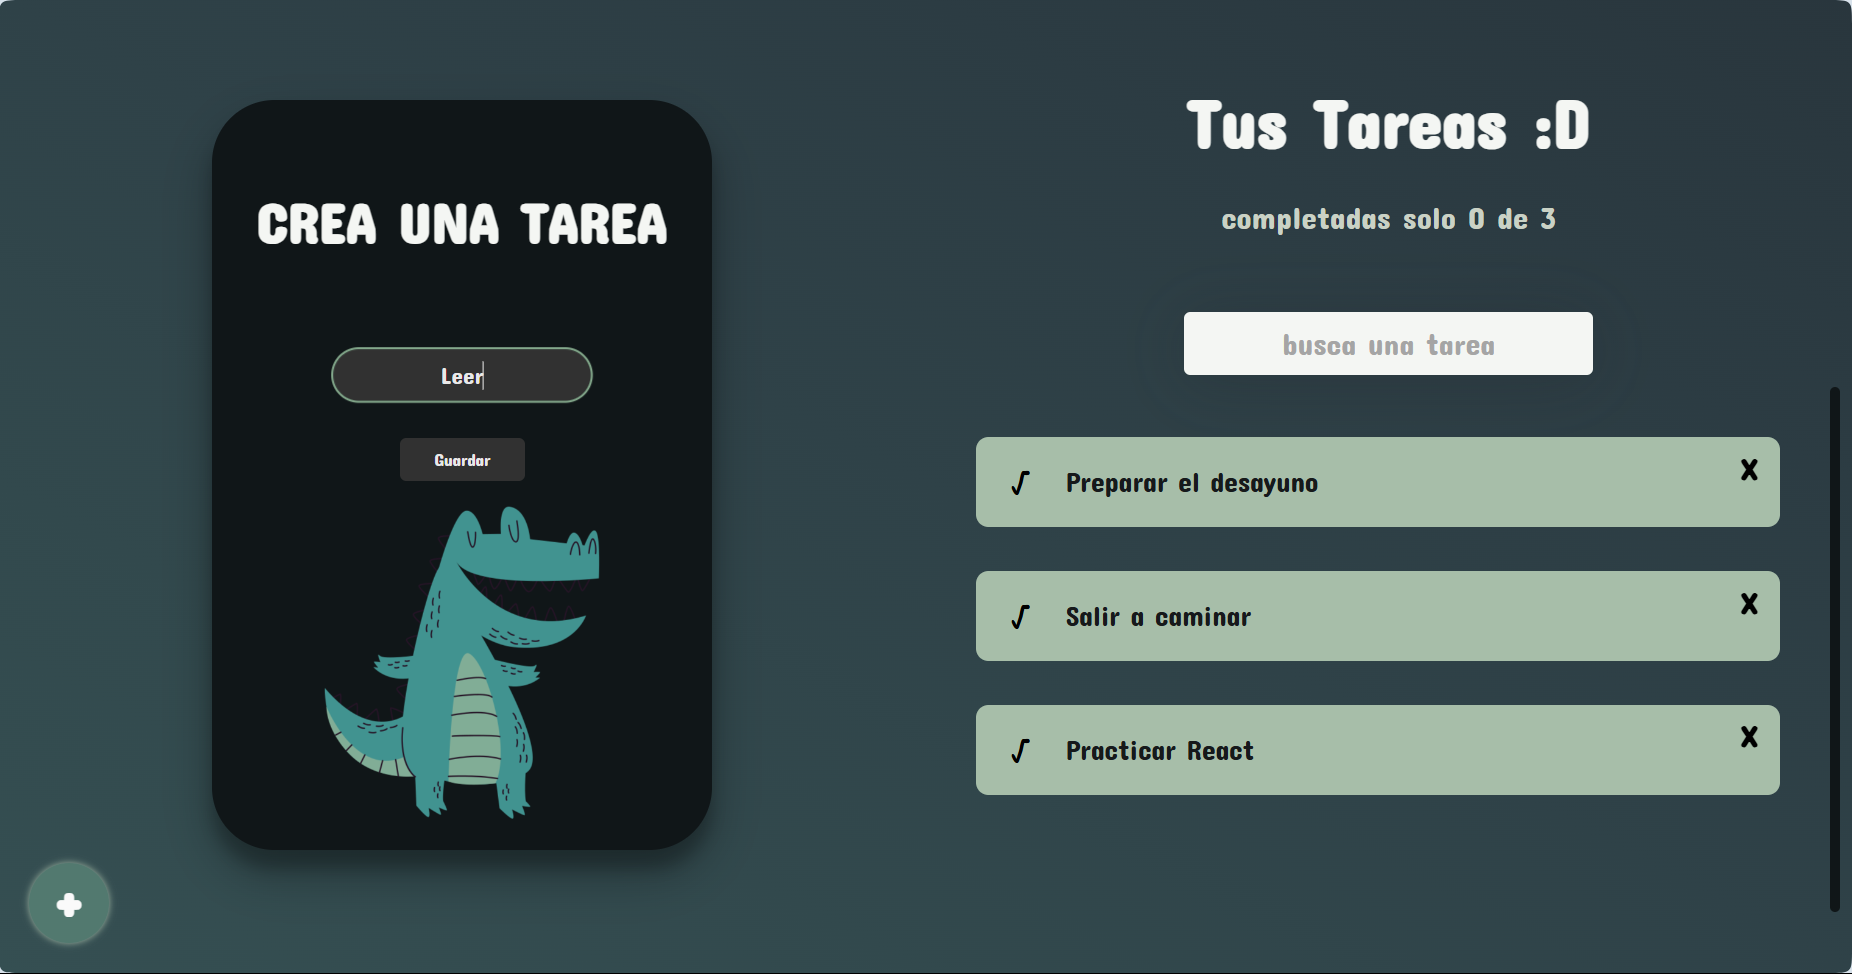 CREA UNA TAREA
Leer
Guardar
+
Tus Tareas :D
completadas solo 0 de 3
busca una tarea
√ Preparar el desayuno X
√ Salir a caminar X
√ Practicar React X